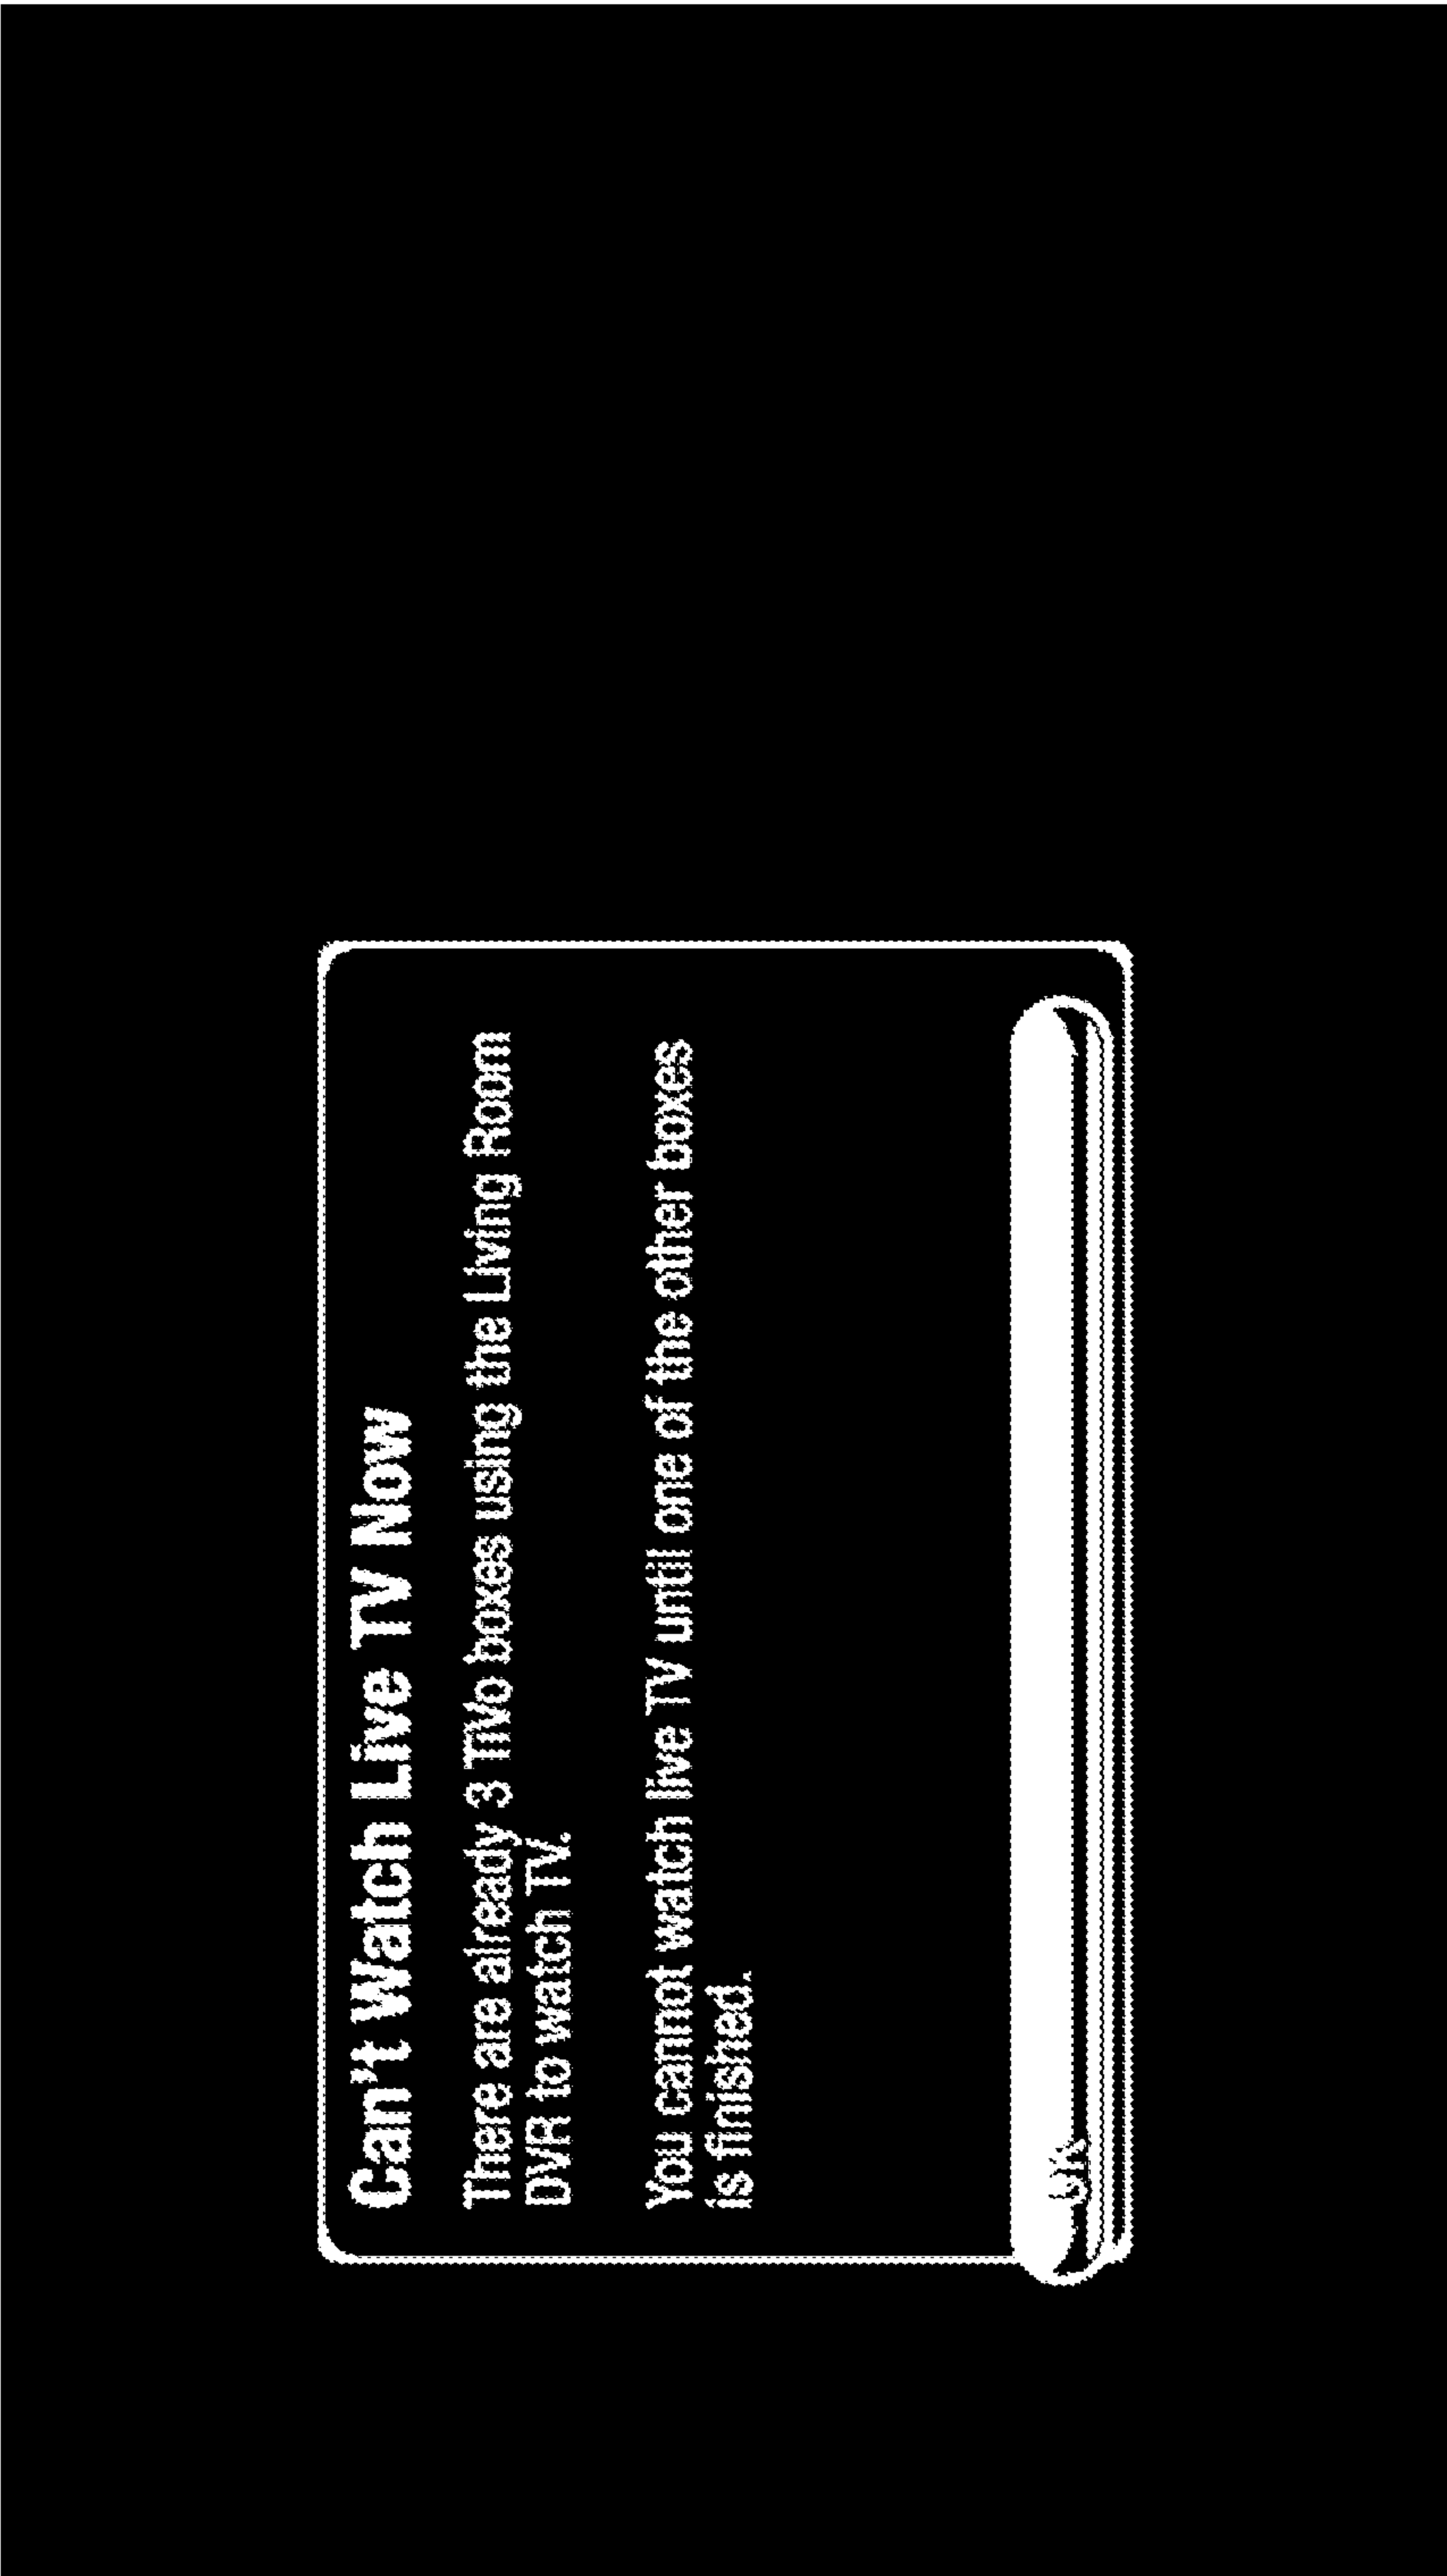 Can't Watch Live TV Now
There are already 3 TiVo boxes using the Living Room
DVR to watch TV.
You cannot watch live TV until one of the other boxes
is finished.
OK